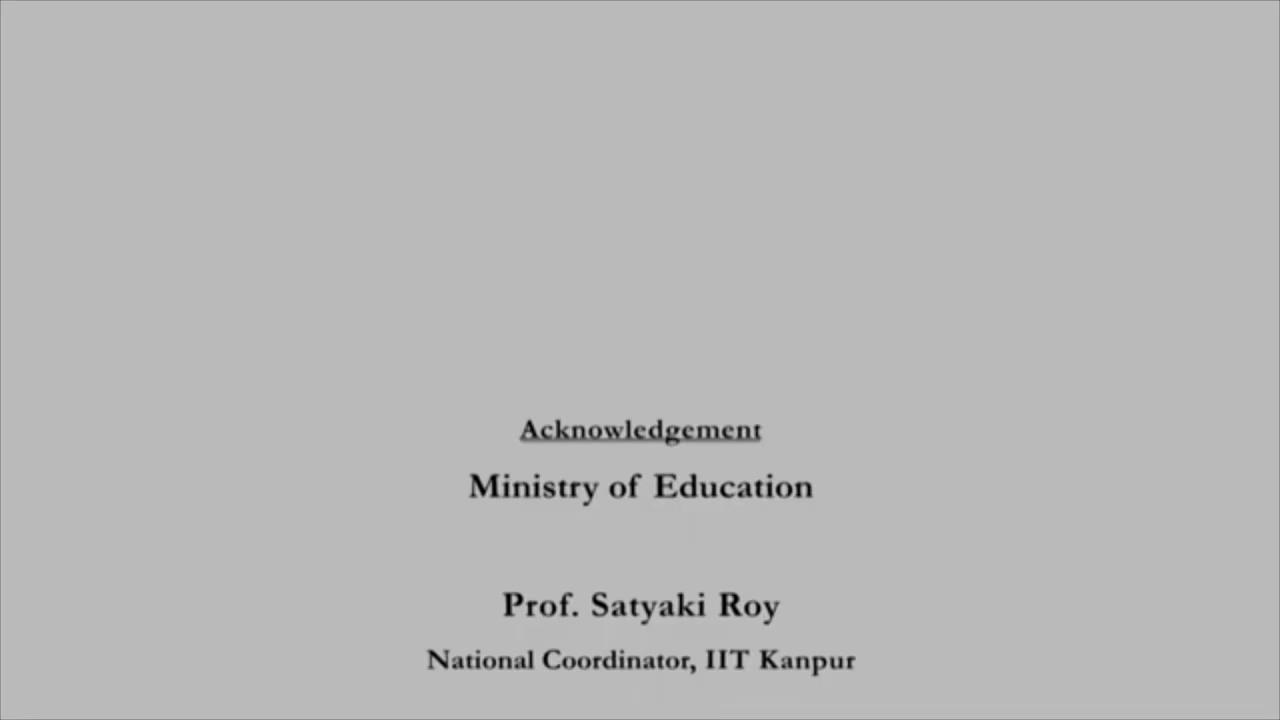 Acknowledgement
Ministry of Education
Prof. Satyaki Roy
National Coordinator, IIT Kanpur